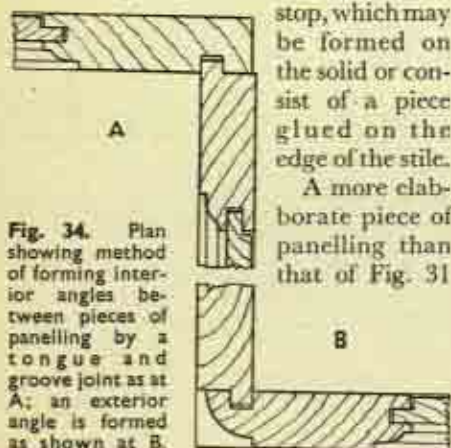 stop, which may
be formed on
the solid or con-
sist of a piece
glued on the
edge of the stile.
A more elab-
borate piece of
panelling than
that of Fig. 31
A
Fig. 34. Plan
showing method
of forming inter-
ior angles be-
tween pieces of
panelling by a
tongue and
groove joint as at
A; an exterior
angle is formed
as shown at B.
B